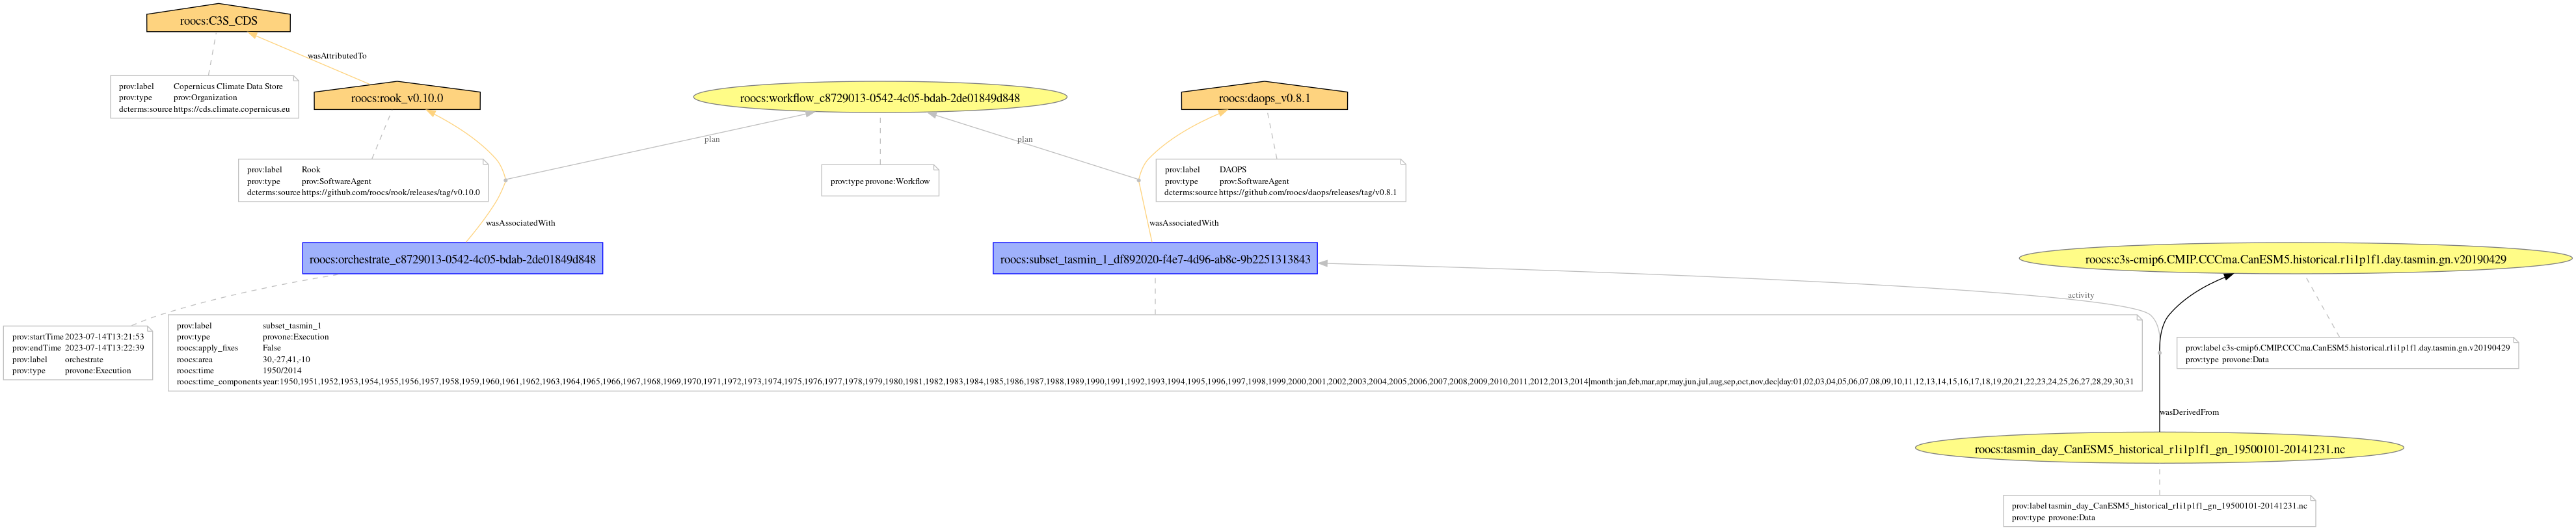 roocs:C3S_CDS
wasAttributedTo
prov:label Copernicus Climate Data Store
prov:type prov:Organization
dcterms:source https://cds.climate.copernicus.eu
roocs:rook_v0.10.0
roocs:workflow_c8729013-0542-4c05-bdab-2de01849d848
roocs:daops_v0.8.1
plan
plan
prov:label Rook
prov:type prov:SoftwareAgent
dcterms:source https://github.com/roocs/rook/releases/tag/v0.10.0
prov:type provone:Workflow
prov:label DAOPS
prov:type prov:SoftwareAgent
dcterms:source https://github.com/roocs/daops/releases/tag/v0.8.1
wasAssociatedWith
wasAssociatedWith
roocs:orchestrate_c8729013-0542-4c05-bdab-2de01849d848
roocs:subset_tasmin_1_df892020-f4e7-4d96-ab8c-9b2251313843
roocs:c3s-cmip6.CMIP.CCCma.CanESM5.historical.r1i1p1f1.day.tasmin.gn.v20190429
activity
prov:startTime 2023-07-14T13:21:53
prov:endTime 2023-07-14T13:22:39
prov:label orchestrate
prov:type provone:Execution
prov:label subset_tasmin_1
prov:type provone:Execution
roocs:apply_fixes False
roocs:area 30,-27,41,-10
roocs:time 1950/2014
roocs:time_components year:1950,1951,1952,1953,1954,1955,1956,1957,1958,1959,1960,1961,1962,1963,1964,1965,1966,1967,1968,1969,1970,1971,1972,1973,1974,1975,1976,1977,1978,1979,1980,1981,1982,1983,1984,1985,1986,1987,1988,1989,1990,1991,1992,1993,1994,1995,1996,1997,1998,1999,2000,2001,2002,2003,2004,2005,2006,2007,2008,2009,2010,2011,2012,2013,2014|month:jan,feb,mar,apr,may,jun,jul,aug,sep,oct,nov,dec|day:01,02,03,04,05,06,07,08,09,10,11,12,13,14,15,16,17,18,19,20,21,22,23,24,25,26,27,28,29,30,31
prov:label c3s-cmip6.CMIP.CCCma.CanESM5.historical.r1i1p1f1.day.tasmin.gn.v20190429
prov:type provone:Data
wasDerivedFrom
roocs:tasmin_day_CanESM5_historical_r1i1p1f1_gn_19500101-20141231.nc
prov:label tasmin_day_CanESM5_historical_r1i1p1f1_gn_19500101-20141231.nc
prov:type provone:Data